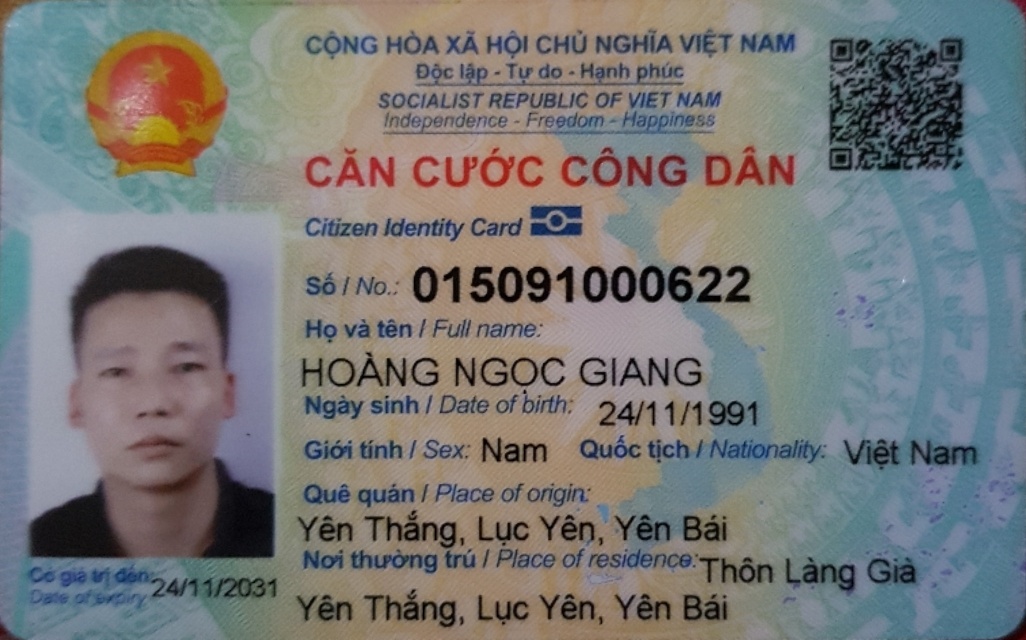 CỘNG HÒA XÃ HỘI CHỦ NGHĨA VIỆT NAM
Độc lập - Tự do - Hạnh phúc
SOCIALIST REPUBLIC OF VIET NAM
Independence - Freedom - Happiness
CĂN CƯỚC CÔNG DÂN
Citizen Identity Card
Số / No.: 015091000622
Họ và tên / Full name:
HOÀNG NGỌC GIANG
Ngày sinh / Date of birth: 24/11/1991
Giới tính / Sex: Nam Quốc tịch / Nationality: Việt Nam
Quê quán / Place of origin:
Yên Thắng, Lục Yên, Yên Bái
Nơi thường trú / Place of residence: Thôn Làng Già
Yên Thắng, Lục Yên, Yên Bái
Có giá trị đến: 24/11/2031
Date of expiry